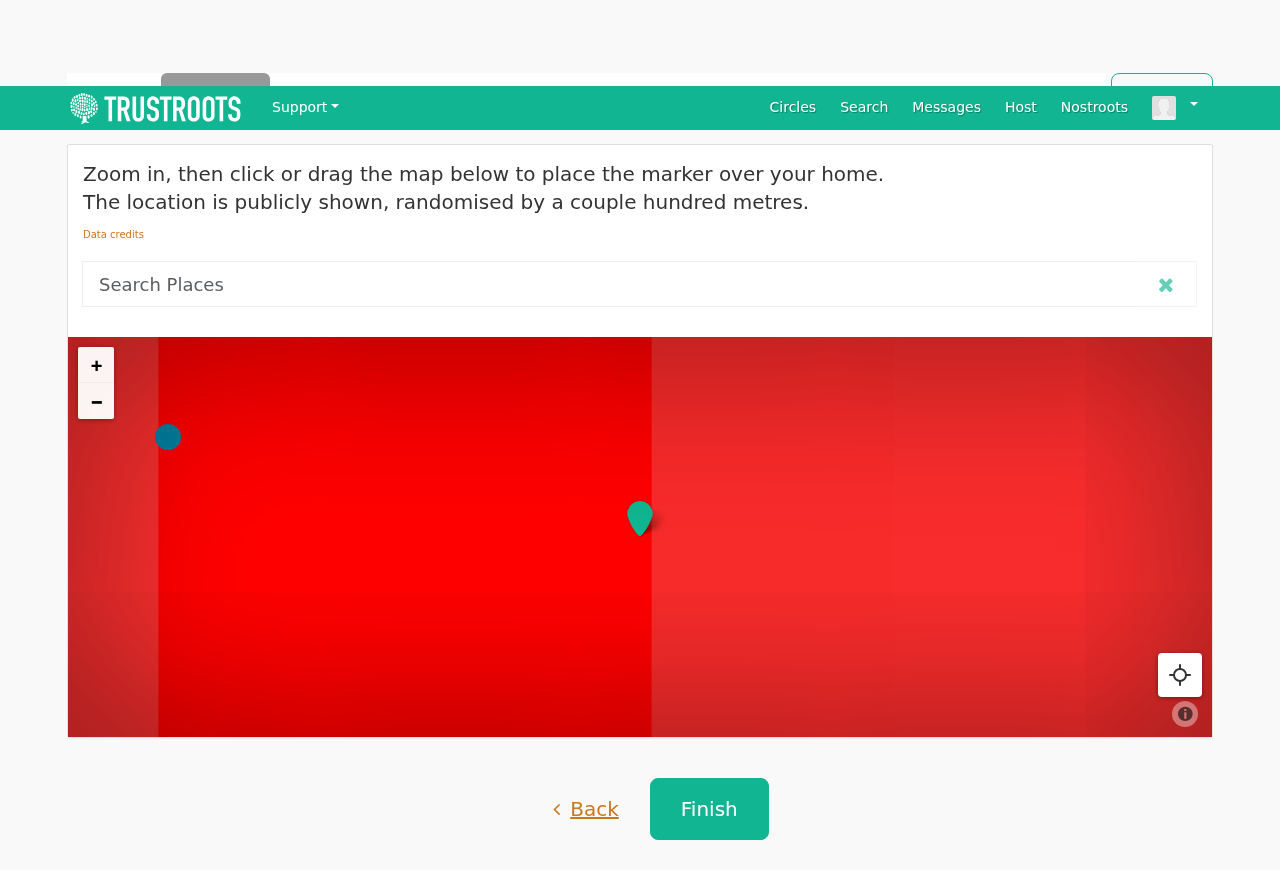 TRUSTROOTS
Support
Circles
Search
Messages
Host
Nostroots
Zoom in, then click or drag the map below to place the marker over your home.
The location is publicly shown, randomised by a couple hundred metres.
Data credits
Search Places
+
−
Back
Finish